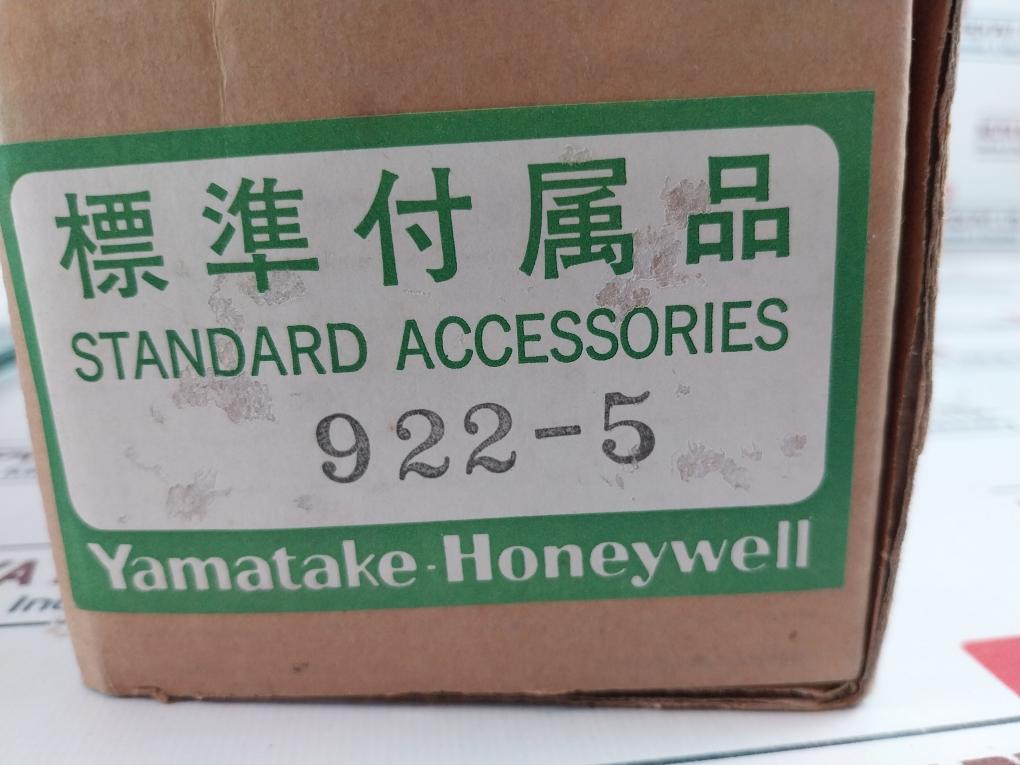 標準付属品
STANDARD ACCESSORIES
922-5
Yamatake-Honeywell